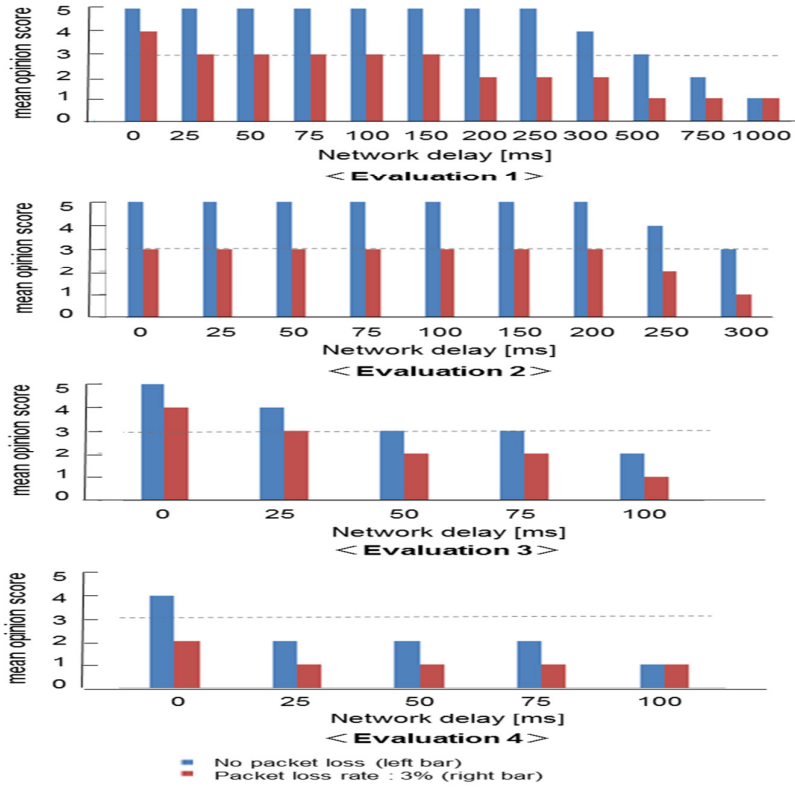 mean opinion score
5
4
3
2
1
0
0 25 50 75 100 150 200 250 300 500 750 1000
Network delay [ms]
< Evaluation 1 >
mean opinion score
5
4
3
2
1
0
0 25 50 75 100 150 200 250 300
Network delay [ms]
< Evaluation 2 >
mean opinion score
5
4
3
2
1
0
0 25 50 75 100
Network delay [ms]
< Evaluation 3 >
mean opinion score
5
4
3
2
1
0
0 25 50 75 100
Network delay [ms]
< Evaluation 4 >
No packet loss (left bar)
Packet loss rate : 3% (right bar)